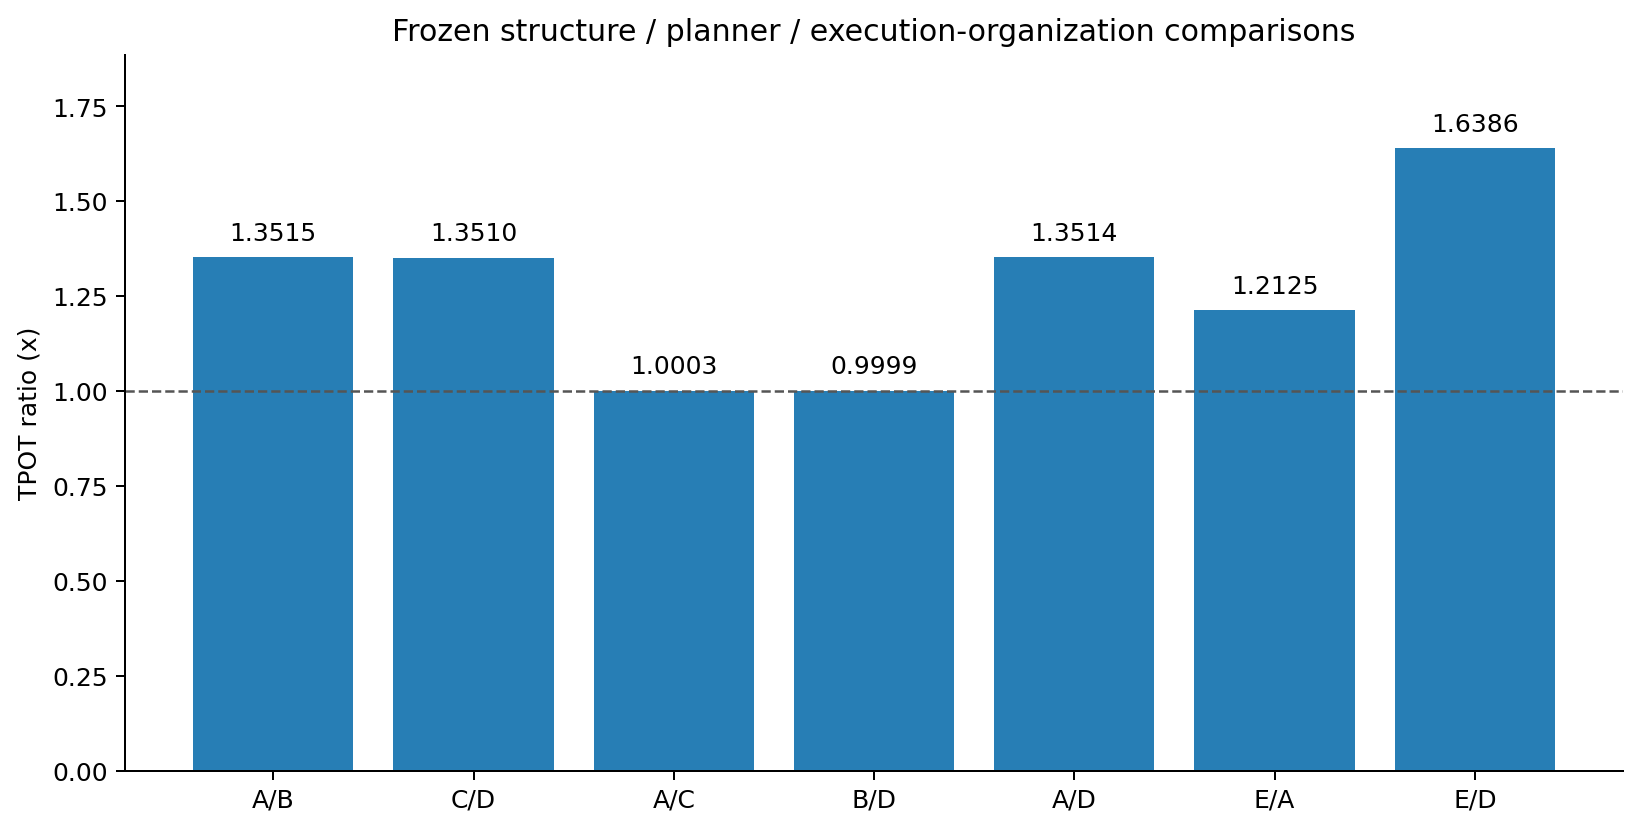 Frozen structure / planner / execution-organization comparisons
TPOT ratio (x)
1.75
1.50
1.25
1.00
0.75
0.50
0.25
0.00
1.3515
1.3510
1.0003
0.9999
1.3514
1.2125
1.6386
A/B
C/D
A/C
B/D
A/D
E/A
E/D